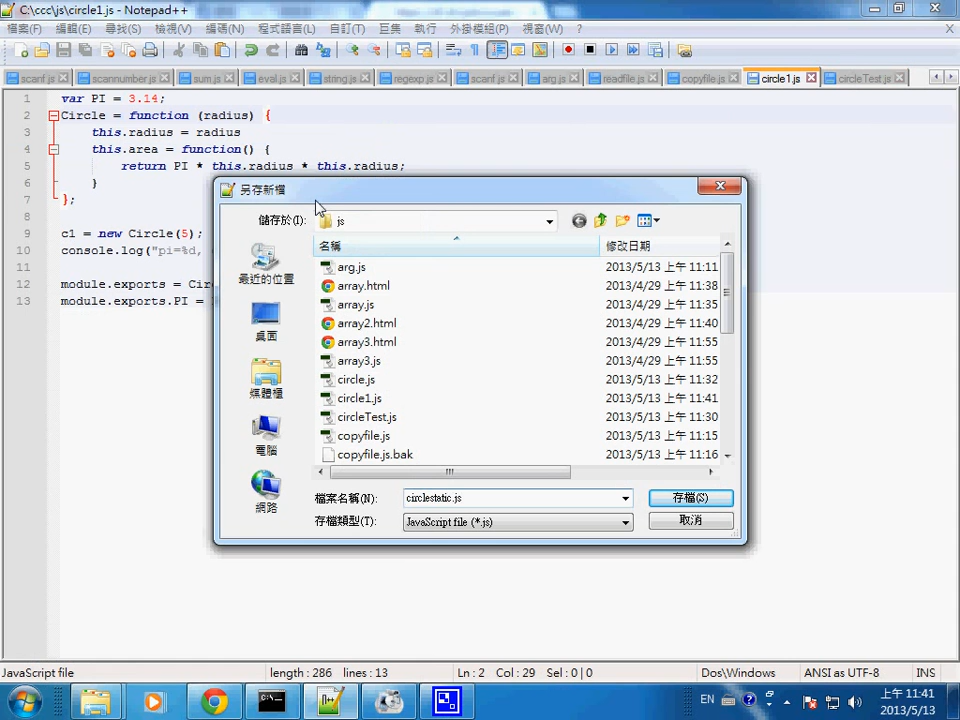 C:\ccc\js\circle1.js - Notepad++
檔案(F) 編輯(E) 尋找(S) 檢視(V) 編碼(N) 程式語言(L) 設定(T) 巨集 執行 外掛模組(P) 視窗(W) ? X
scanf.js scannumber.js sum.js eval.js string.js regexp.js scanf.js arg.js readfile.js copyfile.js circle1.js circleTest.js
1 var PI = 3.14;
2 Circle = function (radius) {
3 this.radius = radius
4 this.area = function() {
5 return PI * this.radius * this.radius;
6 }
7 };
8
9 c1 = new Circle(5);
10 console.log("pi=%d,
11
12 module.exports = Cir
13 module.exports.PI =
另存新檔
儲存於(I): js
名稱 修改日期
最近的位置
桌面
媒體櫃
電腦
網路
arg.js 2013/5/13 上午 11:11
array.html 2013/4/29 上午 11:38
array.js 2013/4/29 上午 11:35
array2.html 2013/4/29 上午 11:40
array3.html 2013/4/29 上午 11:55
array3.js 2013/4/29 上午 11:55
circle.js 2013/5/13 上午 11:32
circle1.js 2013/5/13 上午 11:41
circleTest.js 2013/5/13 上午 11:30
copyfile.js 2013/5/13 上午 11:15
copyfile.js.bak 2013/5/13 上午 11:16
檔案名稱(N): circlestatic.js 存檔(S)
存檔類型(T): JavaScript file (*.js) 取消
JavaScript file length : 286 lines : 13 Ln : 2 Col : 29 Sel : 0 | 0 Dos\Windows ANSI as UTF-8 INS
EN 上午 11:41
2013/5/13